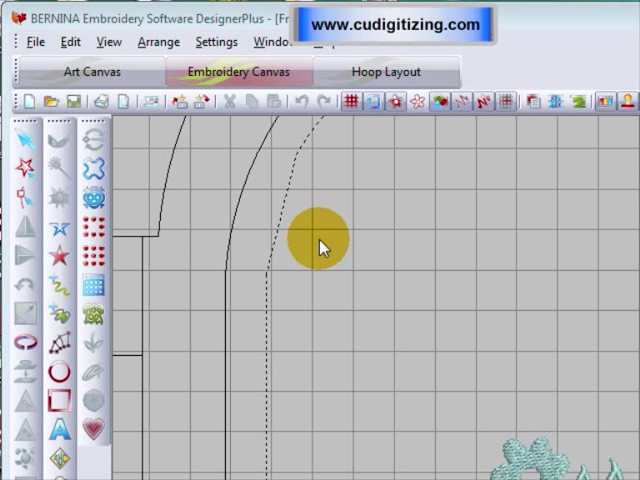 BERNINA Embroidery Software DesignerPlus - [Fr
www.cudigitizing.com
File Edit View Arrange Settings Windo
Art Canvas Embroidery Canvas Hoop Layout
A